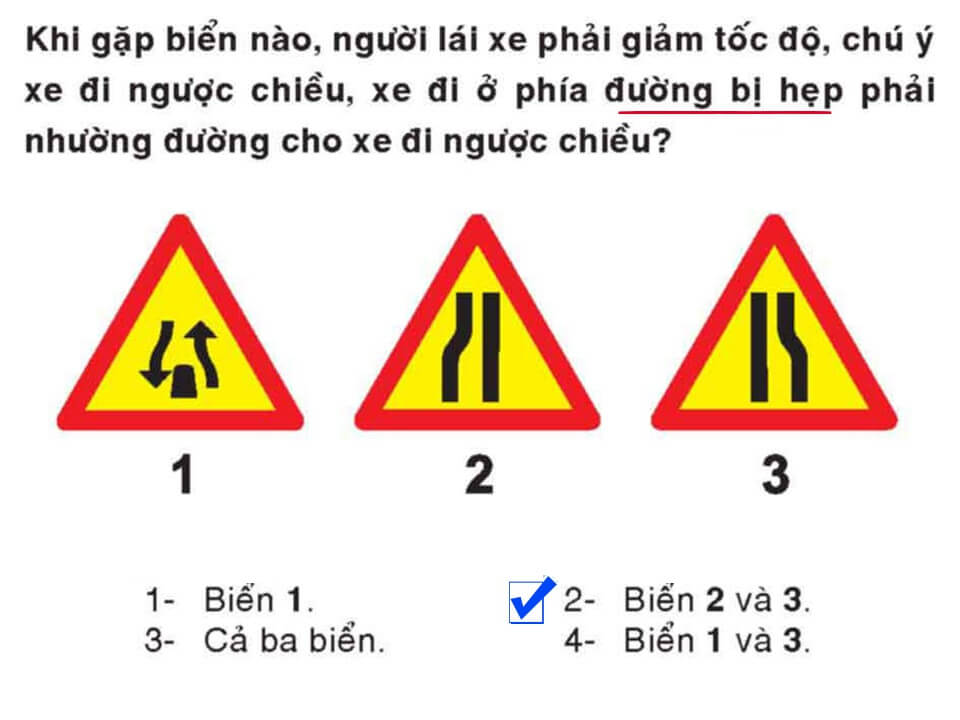 Khi gặp biển nào, người lái xe phải giảm tốc độ, chú ý
xe đi ngược chiều, xe đi ở phía đường bị hẹp phải
nhường đường cho xe đi ngược chiều?
1 2 3
1- Biển 1. 2- Biển 2 và 3.
3- Cả ba biển. 4- Biển 1 và 3.